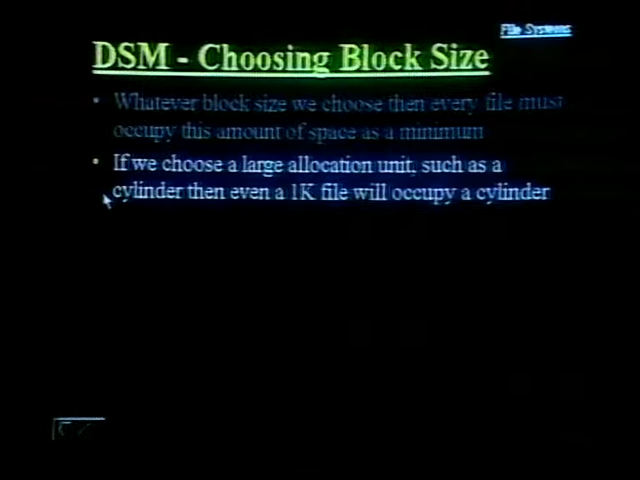 File Systems
DSM - Choosing Block Size
• Whatever block size we choose then every file must
occupy this amount of space as a minimum
• If we choose a large allocation unit, such as a
cylinder then even a 1K file will occupy a cylinder